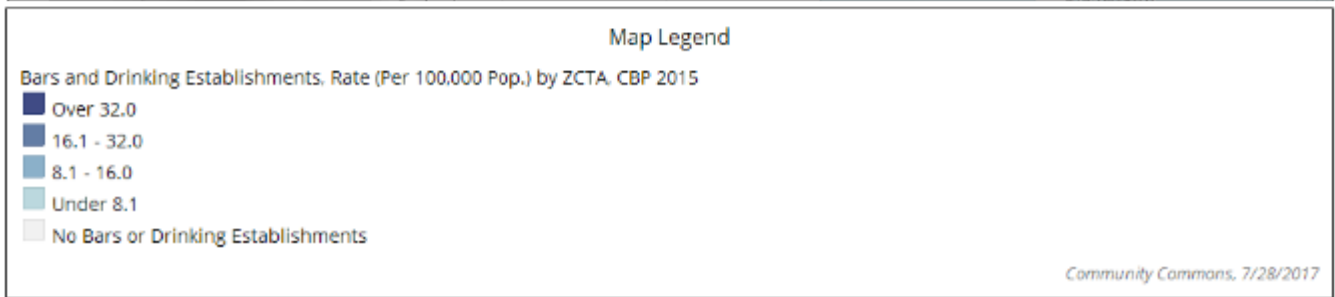 Map Legend
Bars and Drinking Establishments, Rate (Per 100,000 Pop.) by ZCTA, CBP 2015
Over 32.0
16.1 - 32.0
8.1 - 16.0
Under 8.1
No Bars or Drinking Establishments
Community Commons, 7/28/2017